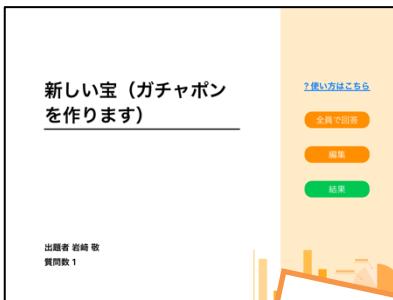 新しい宝（ガチャポン
を作ります）
出題者 岩崎 敬
質問数 1
?使い方はこちら
全員で回答
編集
結果